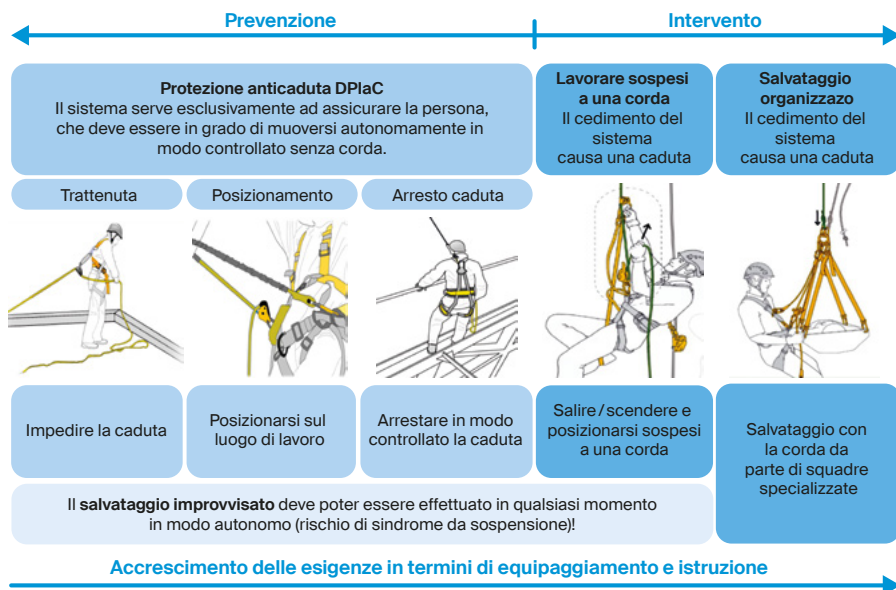 Prevenzione
Intervento
Protezione anticaduta DPIaC
Il sistema serve esclusivamente ad assicurare la persona,
che deve essere in grado di muoversi autonomamente in
modo controllato senza corda.
Lavorare sospesi
a una corda
Il cedimento del
sistema
causa una caduta
Salvataggio
organizzazo
Il cedimento del
sistema
causa una caduta
Trattenuta
Posizionamento
Arresto caduta
Impedire la caduta
Posizionarsi sul
luogo di lavoro
Arrestare in modo
controllato la caduta
Salire/scendere e
posizionarsi sospesi
a una corda
Salvataggio con
la corda da
parte di squadre
specializzate
Il salvataggio improvvisato deve poter essere effettuato in qualsiasi momento
in modo autonomo (rischio di sindrome da sospensione)!
Accrescimento delle esigenze in termini di equipaggiamento e istruzione